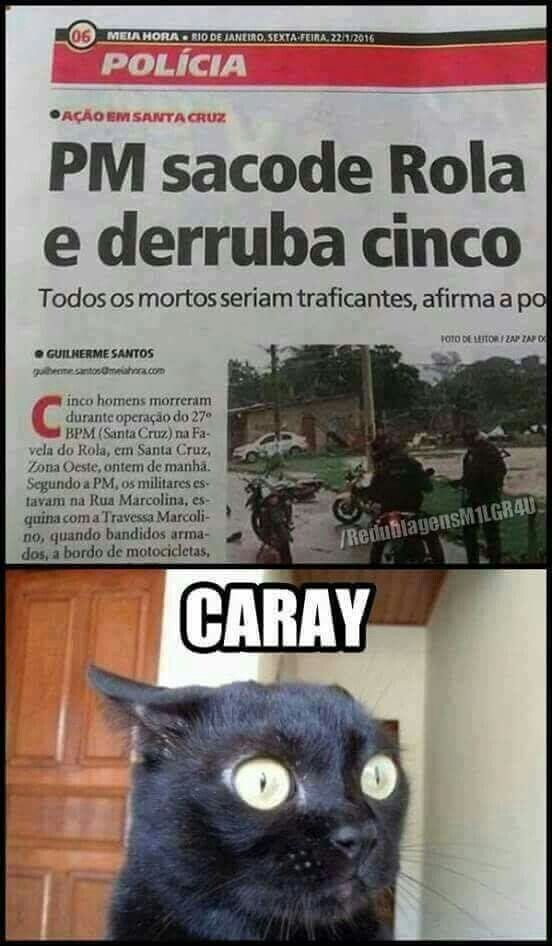 06 MEIA HORA • RIO DE JANEIRO, SEXTA-FEIRA, 22/1/2016
POLÍCIA
• AÇÃO EM SANTA CRUZ
PM sacode Rola
e derruba cinco
Todos os mortos seriam traficantes, afirma a po
FOTO DE LEITOR / ZAP ZAP
• GUILHERME SANTOS
guilherme.santos@meiahora.com
Cinco homens morreram
durante operação do 27º
BPM (Santa Cruz) na Fa-
vela do Rola, em Santa Cruz,
Zona Oeste, ontem de manhã.
Segundo a PM, os militares es-
tavam na Rua Marcolina, es-
quina com a Travessa Marcoli-
no, quando bandidos arma-
dos, a bordo de motocicletas,
/RedublagensM1LGR4U
CARAY